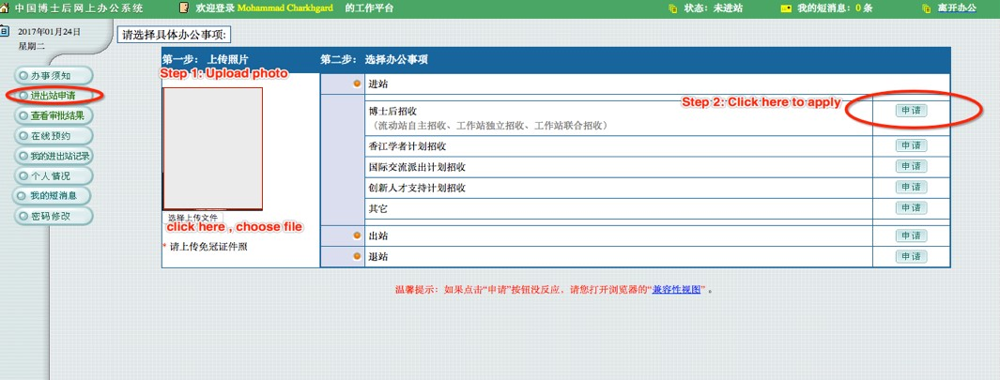 中国博士后网上办公系统 欢迎登录 Mohammad Charkhgard 的工作平台 状态：未进站 我的短消息：0 条 离开办公
2017年01月24日
星期二
请选择具体办公事项:
办事须知
进出站申请
查看审批结果
在线预约
我的进出站记录
个人情况
我的短消息
密码修改
第一步： 上传照片
Step 1: Upload photo
选择上传文件
click here , choose file
* 请上传免冠证件照
第二步： 选择办公事项
进站
Step 2: Click here to apply
博士后招收 申请
（流动站自主招收、工作站独立招收、工作站联合招收）
香江学者计划招收 申请
国际交流派出计划招收 申请
创新人才支持计划招收 申请
其它 申请
出站 申请
退站 申请
温馨提示：如果点击“申请”按钮没反应，请您打开浏览器的“兼容性视图” 。